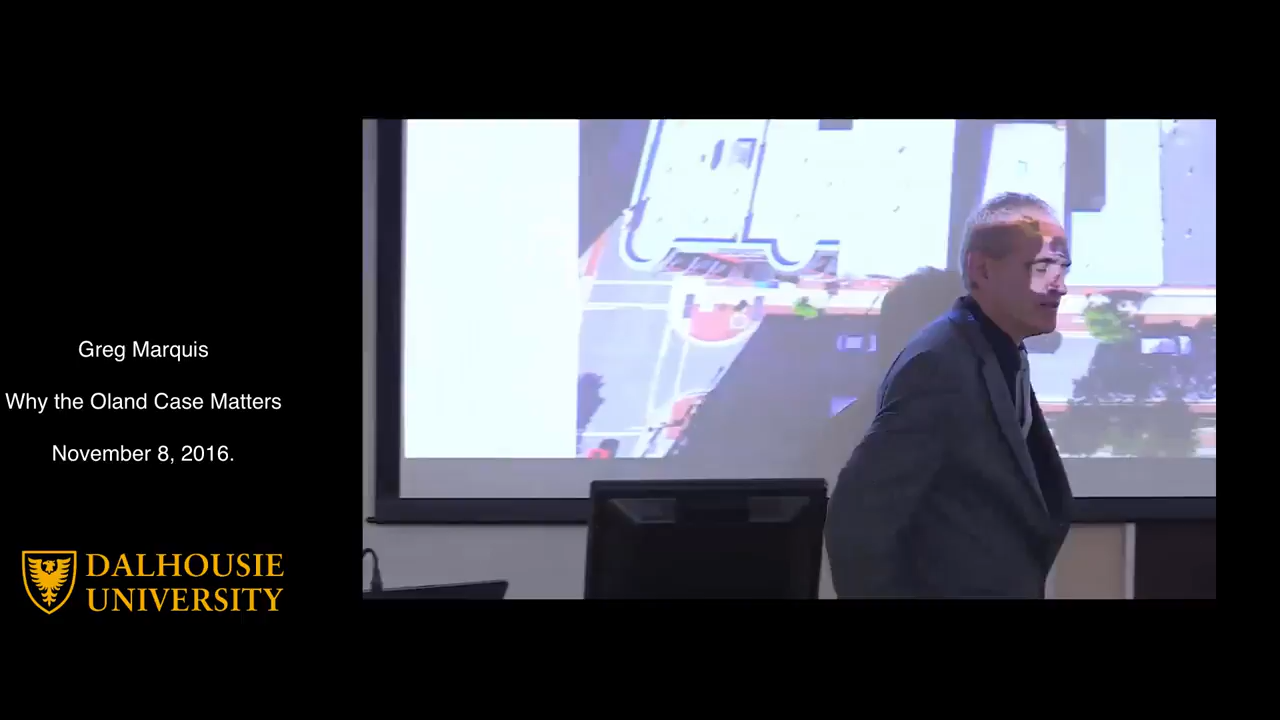 Greg Marquis
Why the Oland Case Matters
November 8, 2016.
DALHOUSIE
UNIVERSITY